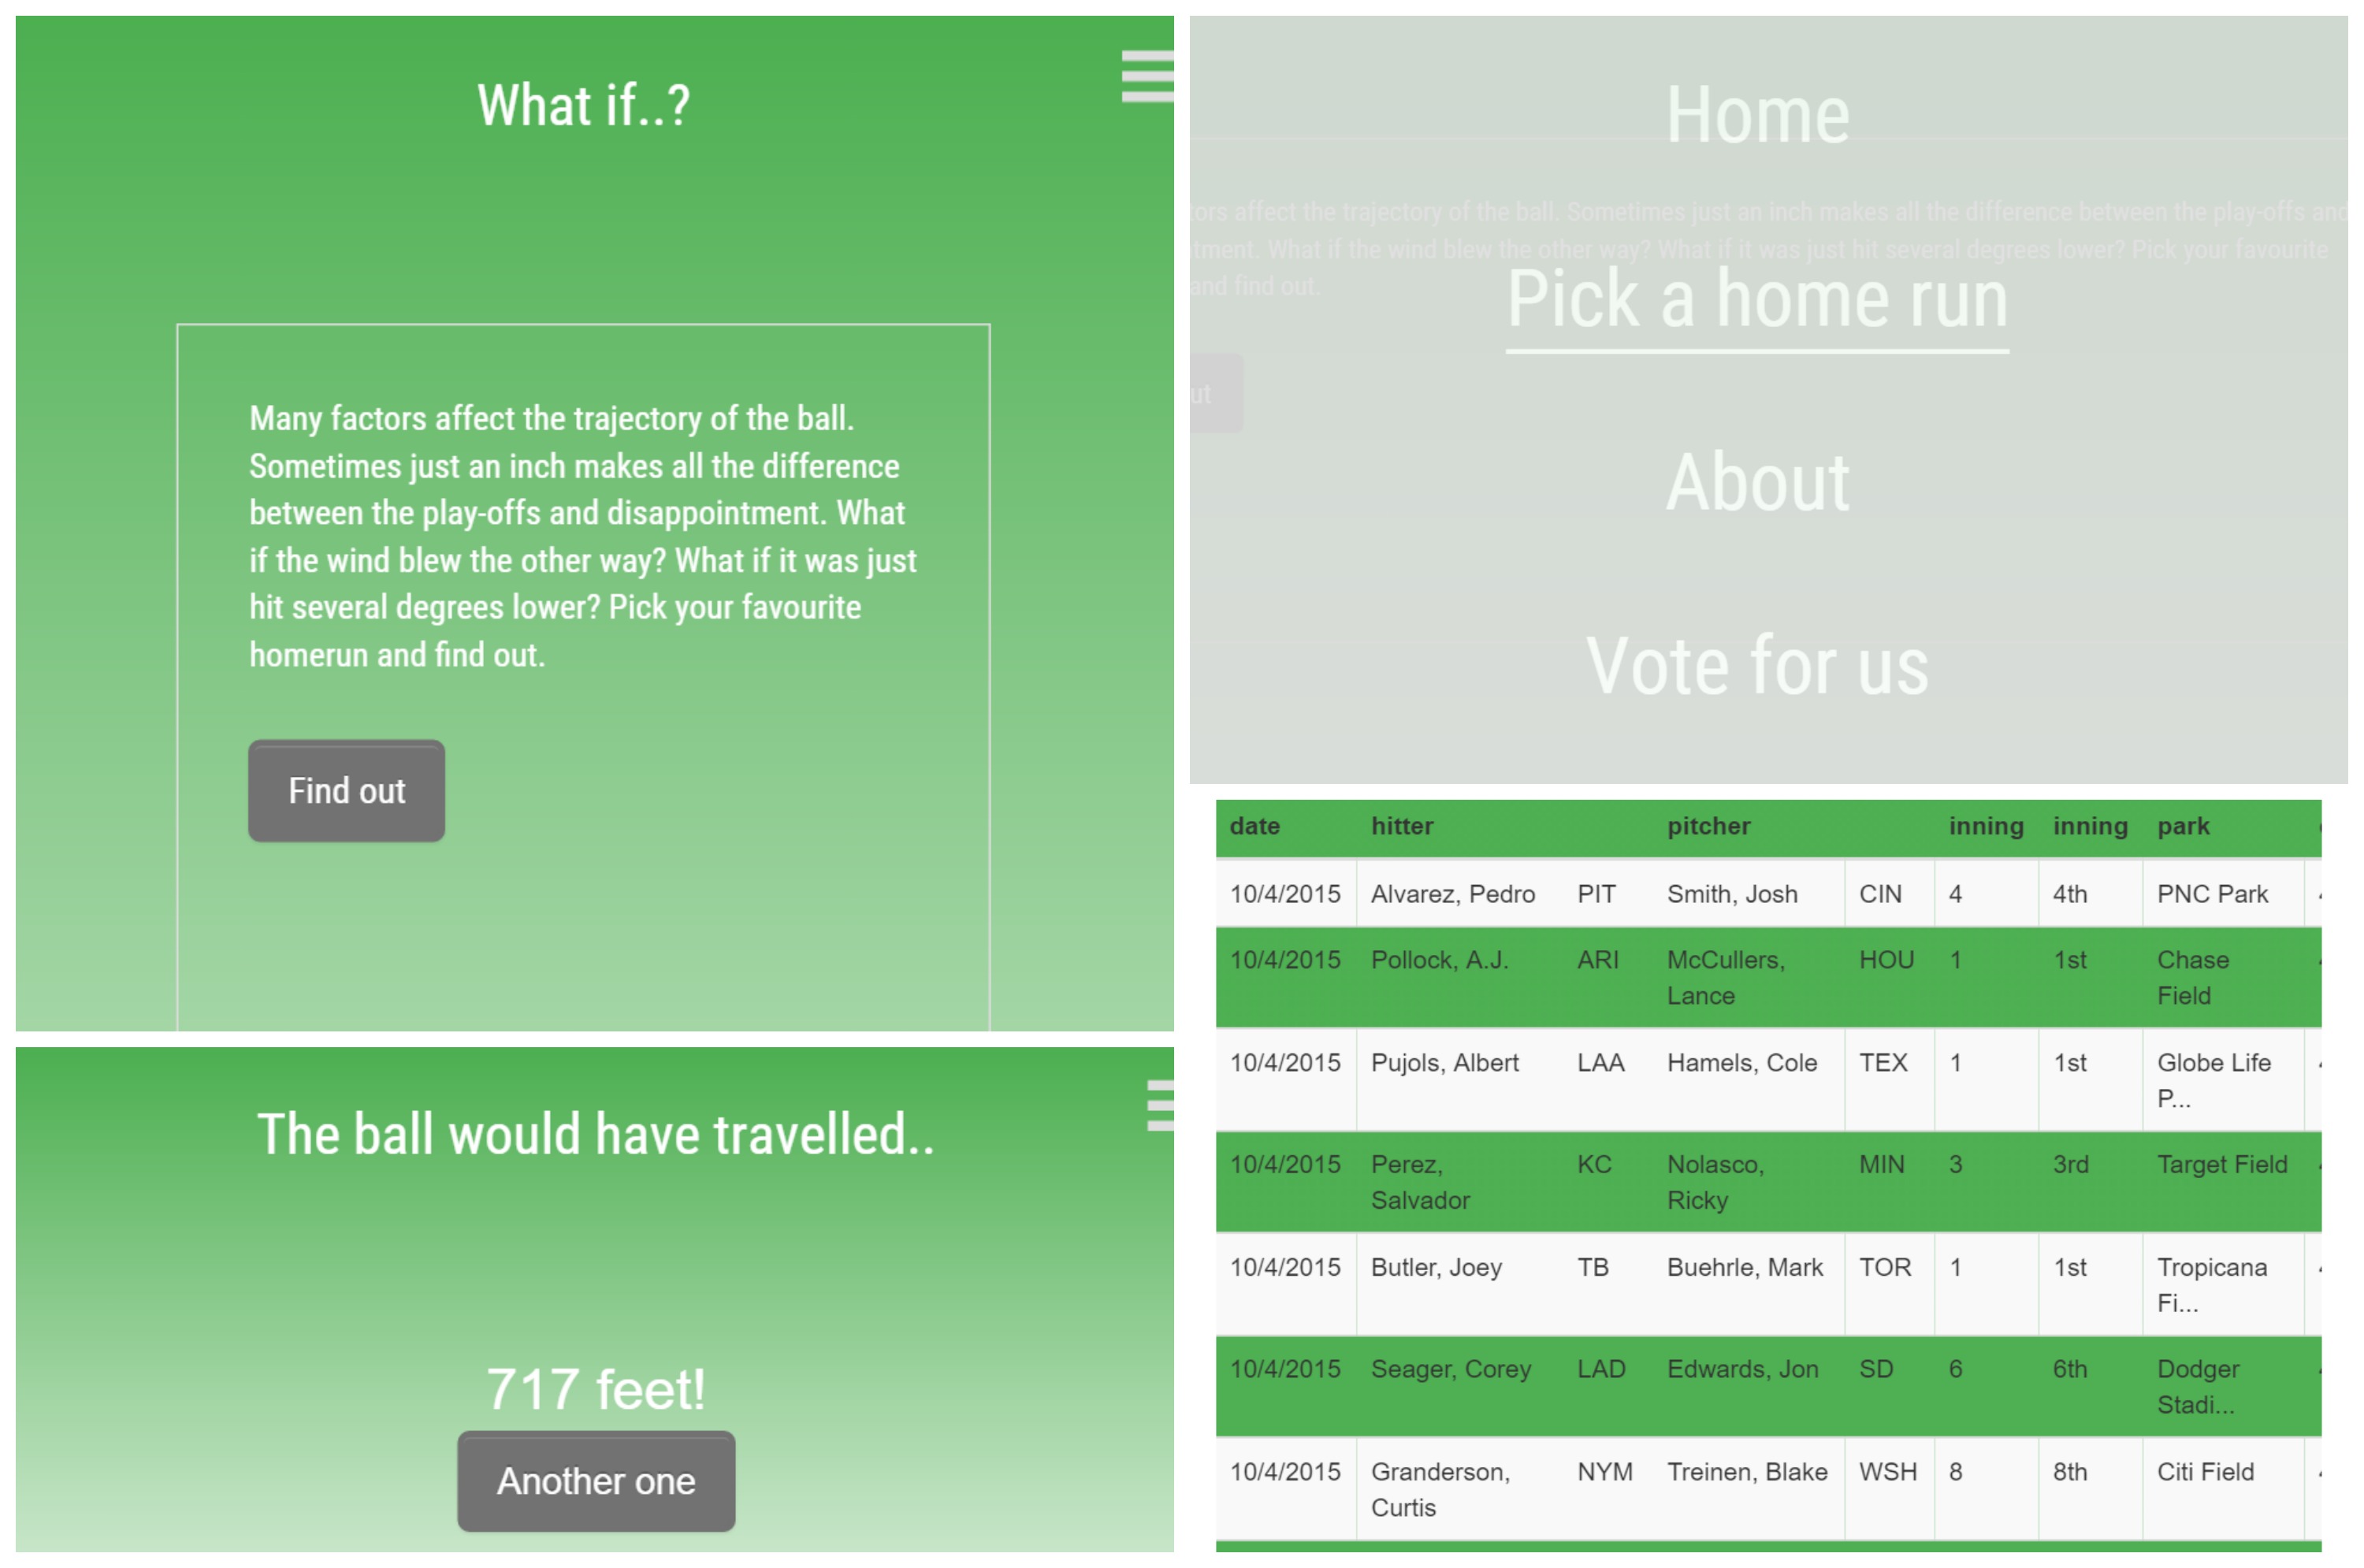 What if..?
Many factors affect the trajectory of the ball.
Sometimes just an inch makes all the difference
between the play-offs and disappointment. What
if the wind blew the other way? What if it was just
hit several degrees lower? Pick your favourite
homerun and find out.
Find out
Home
tors affect the trajectory of the ball. Sometimes just an inch makes all the difference between the play-offs and
tment. What if the wind blew the other way? What if it was just hit several degrees lower? Pick your favourite
and find out.
Pick a home run
ut
About
Vote for us
The ball would have travelled..
717 feet!
Another one
date hitter pitcher inning inning park
10/4/2015 Alvarez, Pedro PIT Smith, Josh CIN 4 4th PNC Park
10/4/2015 Pollock, A.J. ARI McCullers, HOU 1 1st Chase
Lance Field
10/4/2015 Pujols, Albert LAA Hamels, Cole TEX 1 1st Globe Life
P...
10/4/2015 Perez, KC Nolasco, MIN 3 3rd Target Field
Salvador Ricky
10/4/2015 Butler, Joey TB Buehrle, Mark TOR 1 1st Tropicana
Fi...
10/4/2015 Seager, Corey LAD Edwards, Jon SD 6 6th Dodger
Stadi...
10/4/2015 Granderson, NYM Treinen, Blake WSH 8 8th Citi Field
Curtis